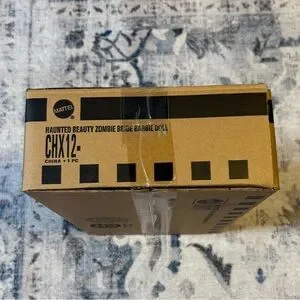 MATTEL
HAUNTED BEAUTY ZOMBIE BRIDE BARBIE DOLL
CHX12
CHINA • 1 PC